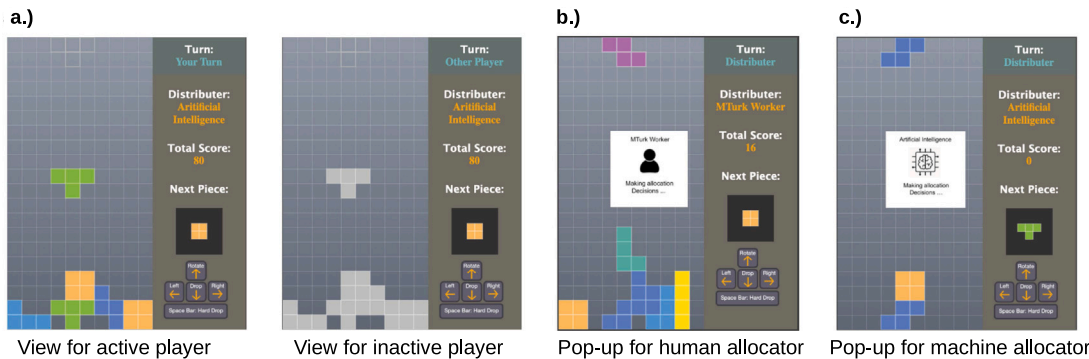 a.)
b.)
c.)
Turn:
Your Turn
Distributer:
Aritificial
Intelligence
Total Score:
80
Next Piece:
Rotate
Left
Drop
Right
Space Bar: Hard Drop
View for active player
Turn:
Other Player
Distributer:
Aritificial
Intelligence
Total Score:
80
Next Piece:
Rotate
Left
Drop
Right
Space Bar: Hard Drop
View for inactive player
MTurk Worker
Making allocation
Decisions ...
Turn:
Distributer
Distributer:
MTurk Worker
Total Score:
16
Next Piece:
Rotate
Left
Drop
Right
Space Bar: Hard Drop
Pop-up for human allocator
Artificial Intelligence
Making allocation
Decisions ...
Turn:
Distributer
Distributer:
Aritificial
Intelligence
Total Score:
0
Next Piece:
Rotate
Left
Drop
Right
Space Bar: Hard Drop
Pop-up for machine allocator